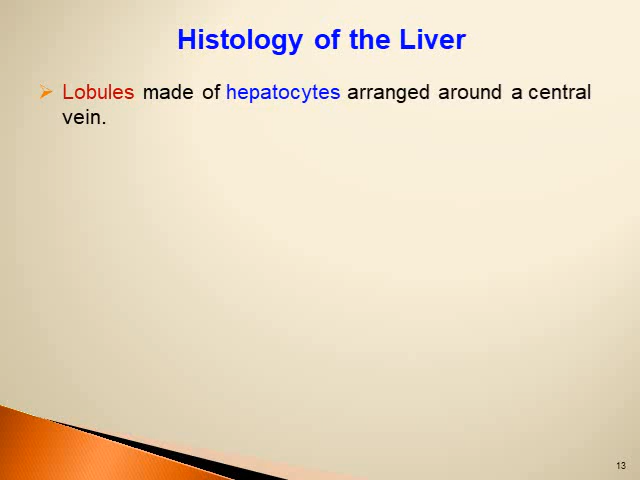 Histology of the Liver
Lobules made of hepatocytes arranged around a central
vein.
13